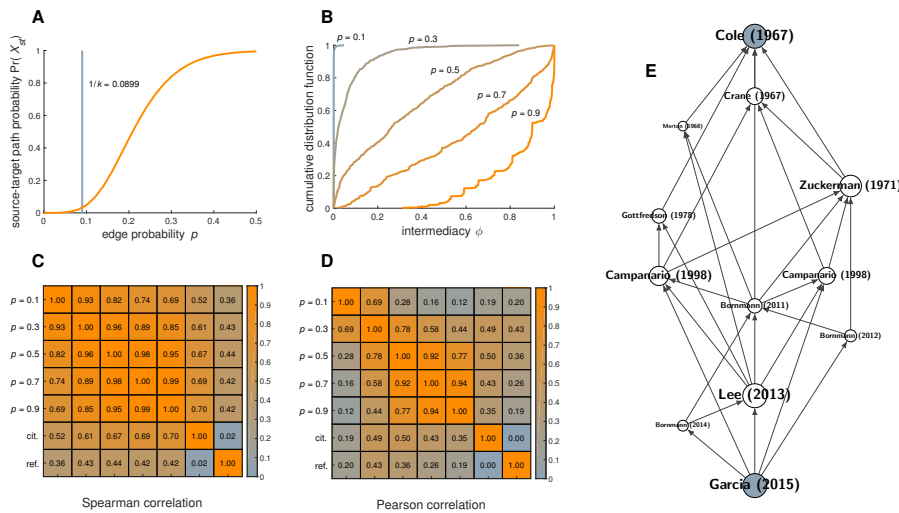 A
source-target path probability Pr( X_st)
1
0.8
0.6
0.4
0.2
0
1/k = 0.0899
0 0.1 0.2 0.3 0.4 0.5
edge probability p
B
cumulative distribution function
1
0.8
0.6
0.4
0.2
0
p = 0.1
p = 0.3
p = 0.5
p = 0.7
p = 0.9
0 0.2 0.4 0.6 0.8 1
intermediacy ϕ
C
p = 0.1 1.00 0.93 0.82 0.74 0.69 0.52 0.36
p = 0.3 0.93 1.00 0.96 0.89 0.85 0.61 0.43
p = 0.5 0.82 0.96 1.00 0.98 0.95 0.67 0.44
p = 0.7 0.74 0.89 0.98 1.00 0.99 0.69 0.42
p = 0.9 0.69 0.85 0.95 0.99 1.00 0.70 0.42
cit. 0.52 0.61 0.67 0.69 0.70 1.00 0.02
ref. 0.36 0.43 0.44 0.42 0.42 0.02 1.00
1
0.9
0.8
0.7
0.6
0.5
0.4
0.3
0.2
0.1
0
Spearman correlation
D
p = 0.1 1.00 0.69 0.28 0.16 0.12 0.19 0.20
p = 0.3 0.69 1.00 0.78 0.58 0.44 0.49 0.43
p = 0.5 0.28 0.78 1.00 0.92 0.77 0.50 0.36
p = 0.7 0.16 0.58 0.92 1.00 0.94 0.43 0.26
p = 0.9 0.12 0.44 0.77 0.94 1.00 0.35 0.19
cit. 0.19 0.49 0.50 0.43 0.35 1.00 0.00
ref. 0.20 0.43 0.36 0.26 0.19 0.00 1.00
1
0.9
0.8
0.7
0.6
0.5
0.4
0.3
0.2
0.1
0
Pearson correlation
E
Cole (1967)
Crane (1967)
Merton (1968)
Zuckerman (1971)
Gottfredson (1978)
Campanario (1998)
Campanario (1998)
Bornmann (2011)
Bornmann (2012)
Lee (2013)
Bornmann (2014)
Garcia (2015)